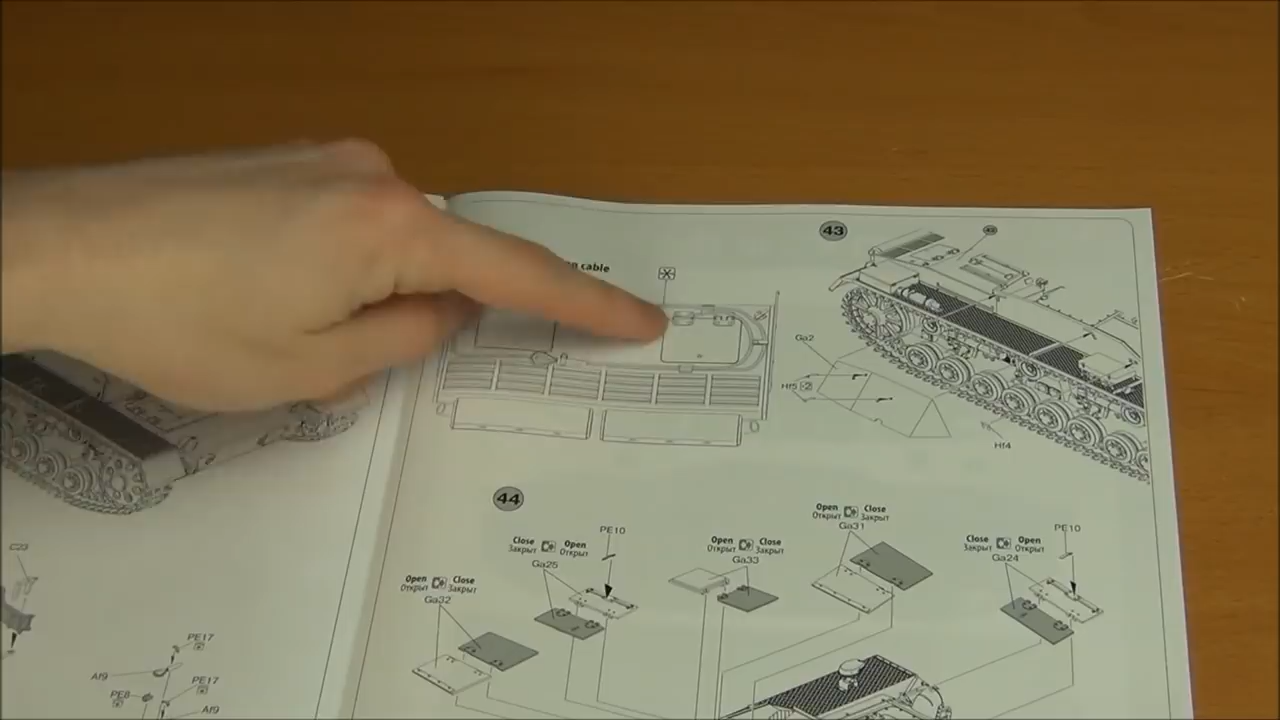 cable
43
Ga2
Hf5 -2
Hf4
44
PE10
Close Open
Закрыт Открыт
Ga25
Open Close
Открыт Закрыт
Ga33
Open Close
Открыт Закрыт
Ga31
PE10
Close Open
Закрыт Открыт
Ga24
Open Close
Открыт Закрыт
Ga32
C23
PE17
Af9
PE17
PE8
Af9